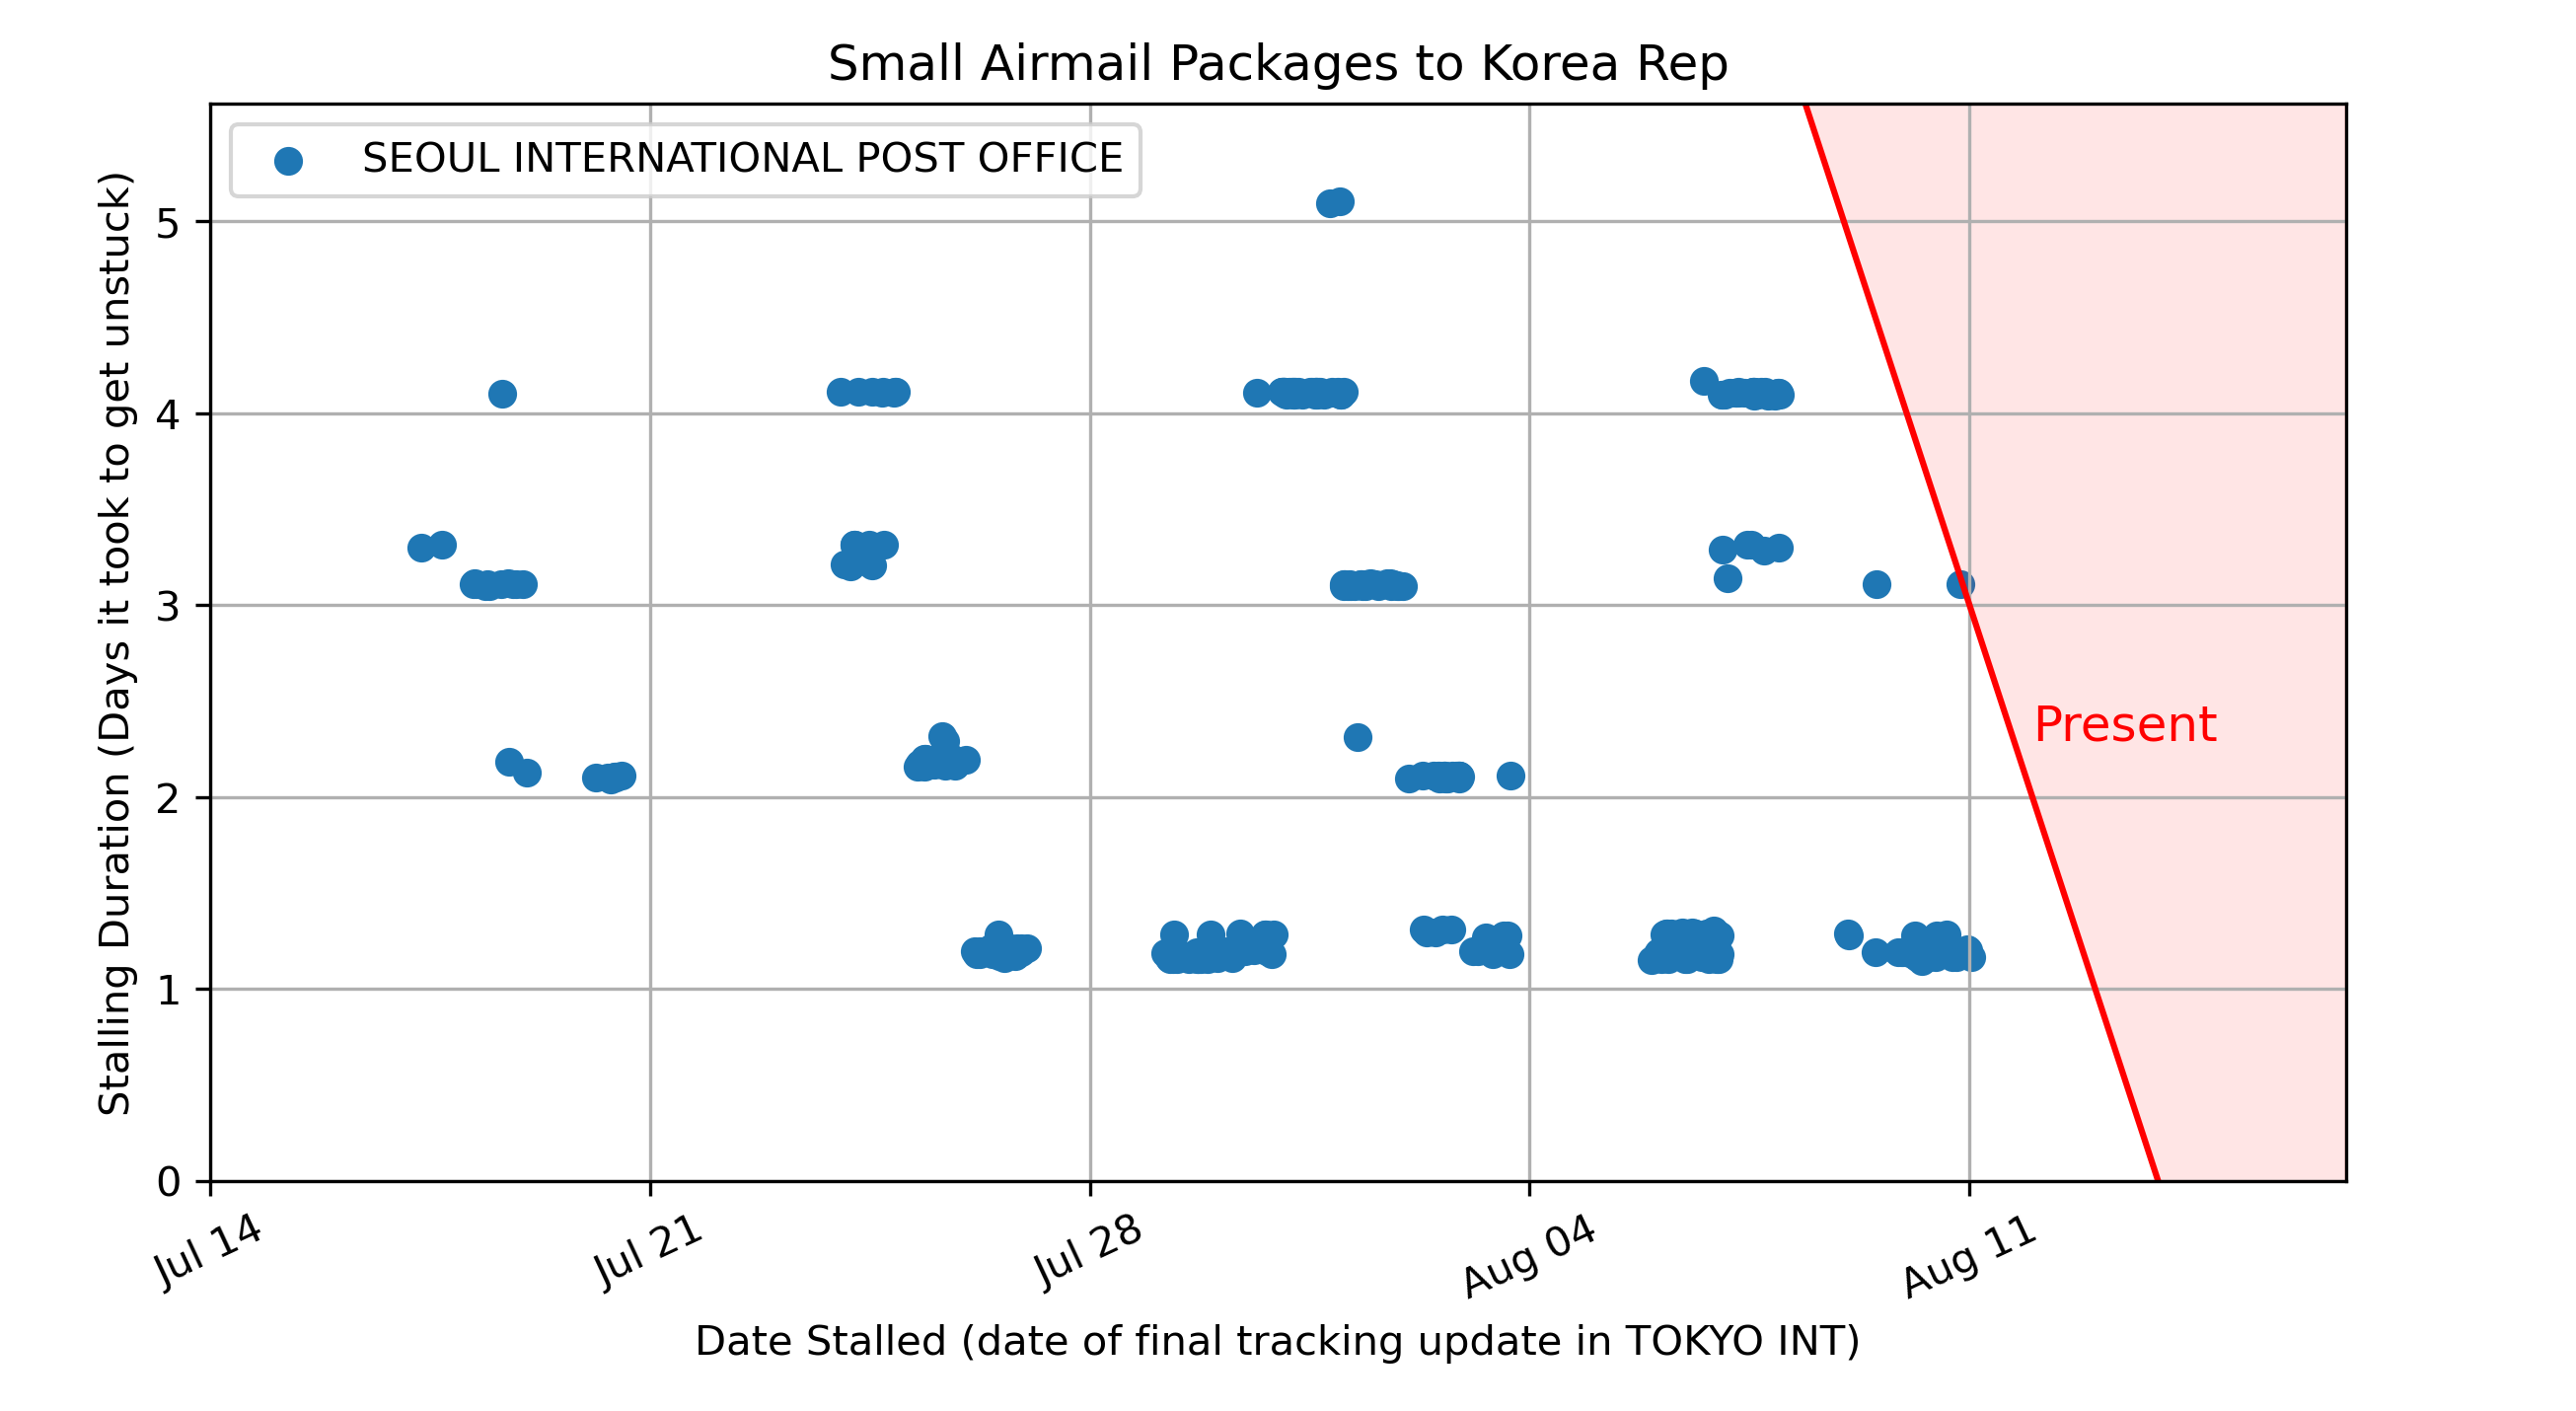 Small Airmail Packages to Korea Rep
SEOUL INTERNATIONAL POST OFFICE
Stalling Duration (Days it took to get unstuck)
5
4
3
2
1
0
Present
Jul 14
Jul 21
Jul 28
Aug 04
Aug 11
Date Stalled (date of final tracking update in TOKYO INT)